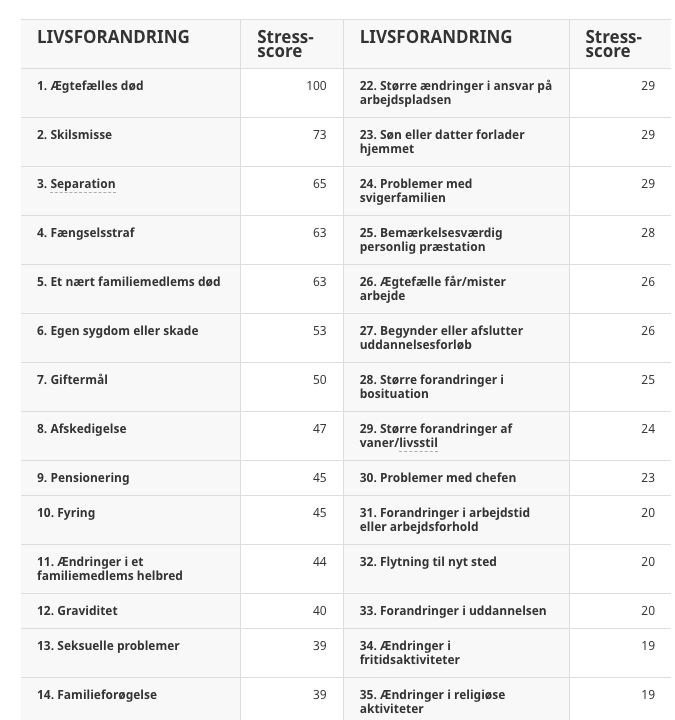 LIVSFORANDRING Stress- LIVSFORANDRING Stress-
score score
1. Ægtefælles død 100 22. Større ændringer i ansvar på 29
arbejdspladsen
2. Skilsmisse 73 23. Søn eller datter forlader 29
hjemmet
3. Separation 65 24. Problemer med 29
svigerfamilien
4. Fængselsstraf 63 25. Bemærkelsesværdig 28
personlig præstation
5. Et nært familiemedlems død 63 26. Ægtefælle får/mister 26
arbejde
6. Egen sygdom eller skade 53 27. Begynder eller afslutter 26
uddannelsesforløb
7. Giftermål 50 28. Større forandringer i 25
bosituation
8. Afskedigelse 47 29. Større forandringer af 24
vaner/livsstil
9. Pensionering 45 30. Problemer med chefen 23
10. Fyring 45 31. Forandringer i arbejdstid 20
eller arbejdsforhold
11. Ændringer i et 44 32. Flytning til nyt sted 20
familiemedlems helbred
12. Graviditet 40 33. Forandringer i uddannelsen 20
13. Seksuelle problemer 39 34. Ændringer i 19
fritidsaktiviteter
14. Familieforøgelse 39 35. Ændringer i religiøse 19
aktiviteter